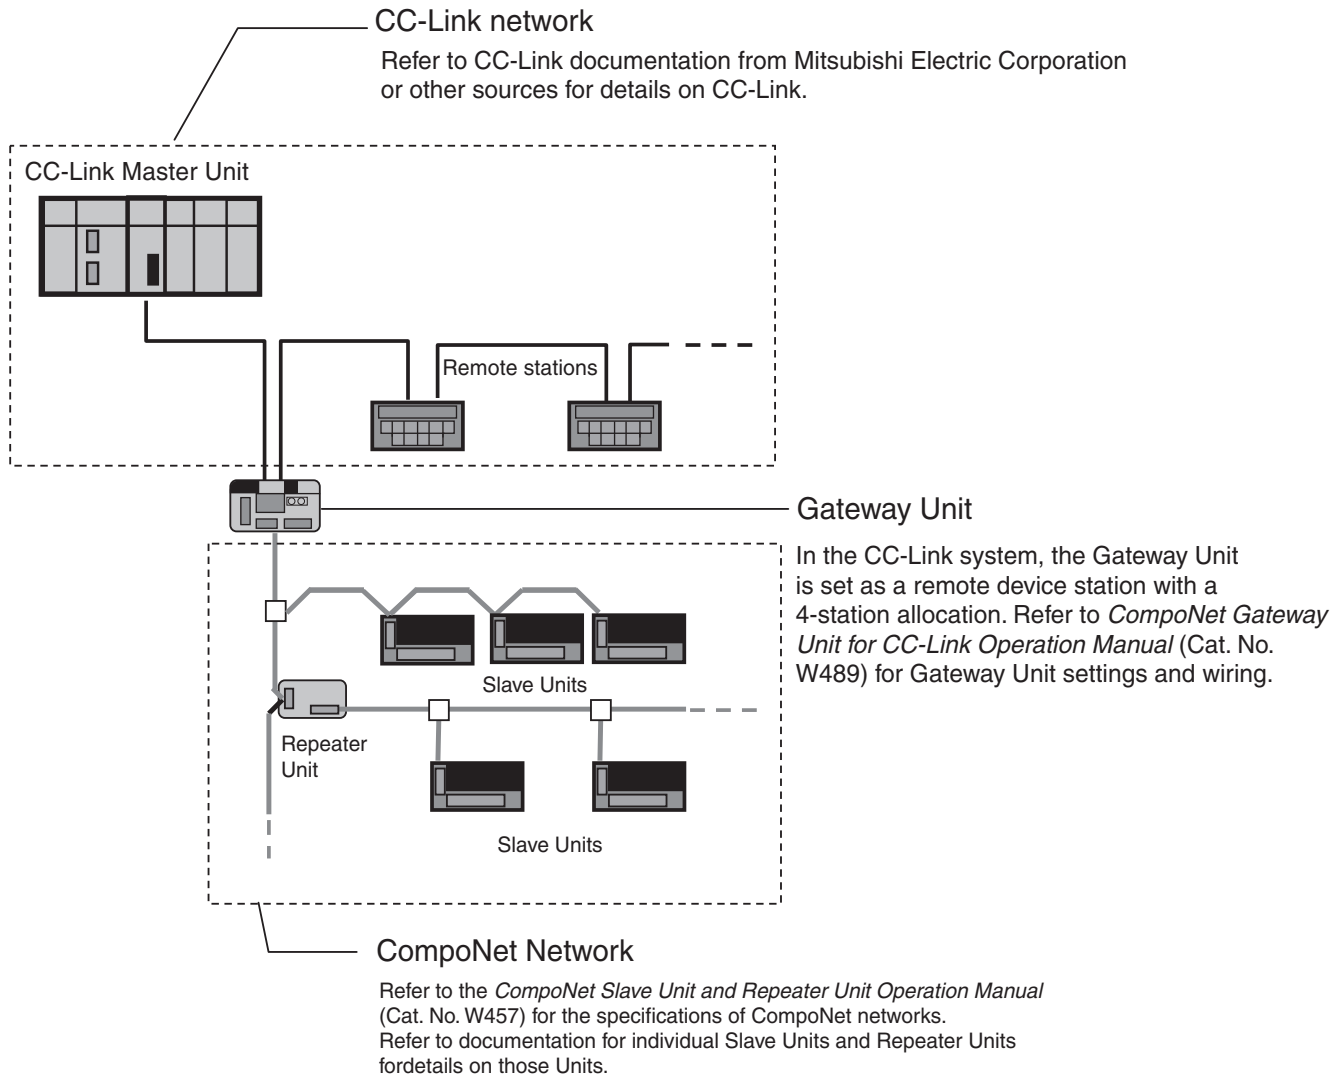 CC-Link network
Refer to CC-Link documentation from Mitsubishi Electric Corporation
or other sources for details on CC-Link.
CC-Link Master Unit
Remote stations
Gateway Unit
In the CC-Link system, the Gateway Unit
is set as a remote device station with a
4-station allocation. Refer to CompoNet Gateway
Unit for CC-Link Operation Manual (Cat. No.
W489) for Gateway Unit settings and wiring.
Slave Units
Repeater
Unit
Slave Units
CompoNet Network
Refer to the CompoNet Slave Unit and Repeater Unit Operation Manual
(Cat. No. W457) for the specifications of CompoNet networks.
Refer to documentation for individual Slave Units and Repeater Units
fordetails on those Units.